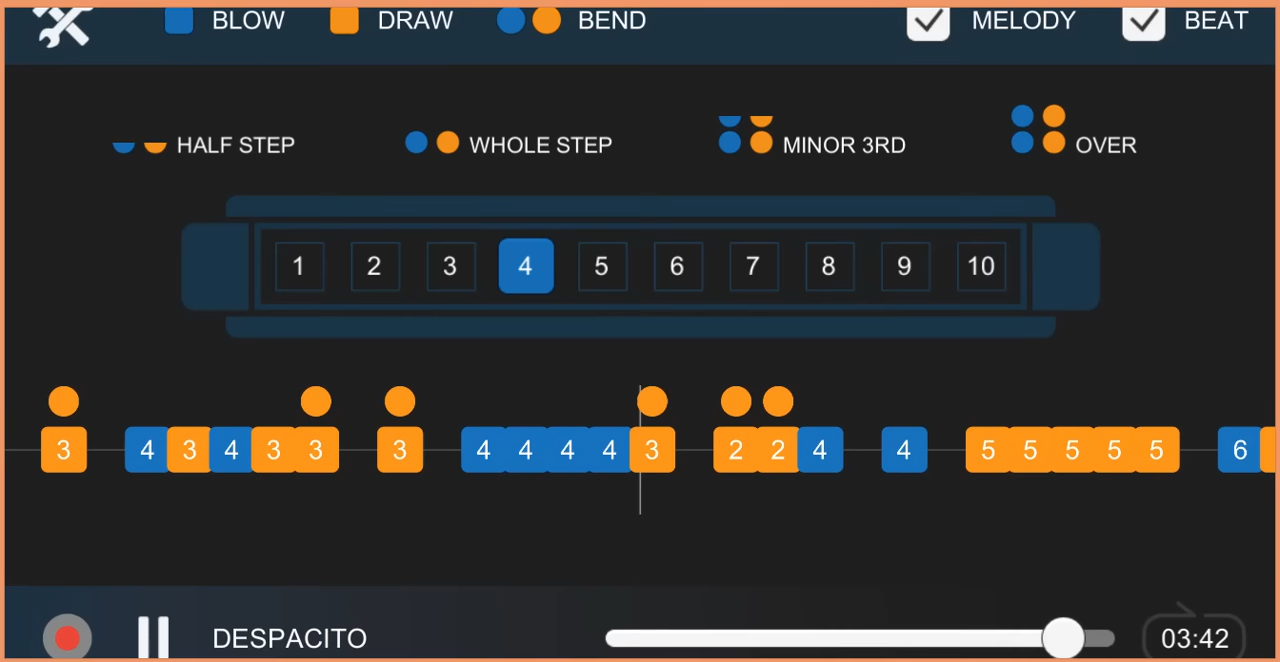 BLOW DRAW BEND MELODY BEAT
HALF STEP WHOLE STEP MINOR 3RD OVER
1 2 3 4 5 6 7 8 9 10
3 4 3 4 3 3 3 4 4 4 4 3 2 2 4 4 5 5 5 5 5 6
DESPACITO 03:42